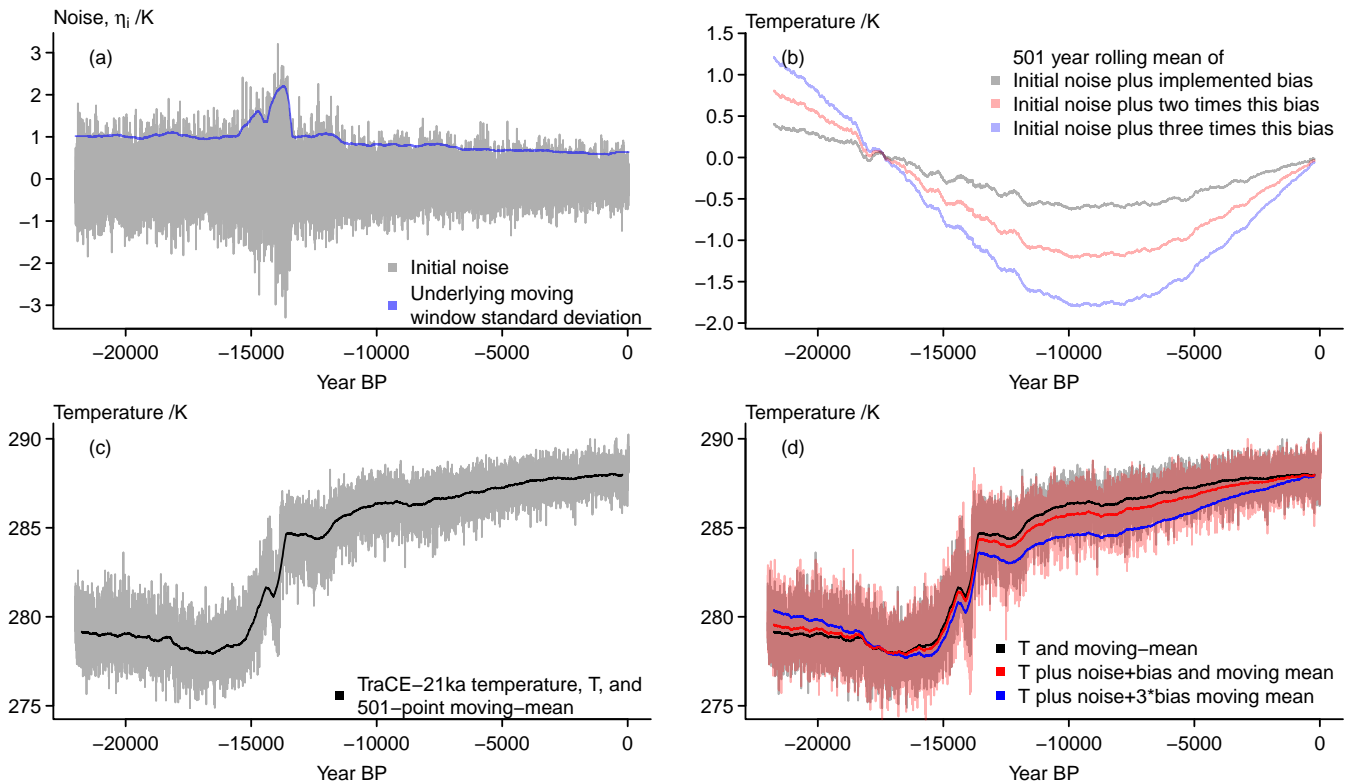 Noise, ηi /K
(a)
3
2
1
0
−1
−2
−3
Initial noise
Underlying moving
window standard deviation
−20000 −15000 −10000 −5000 0
Year BP
Temperature /K
(b)
1.5
1.0
0.5
0.0
−0.5
−1.0
−1.5
−2.0
501 year rolling mean of
Initial noise plus implemented bias
Initial noise plus two times this bias
Initial noise plus three times this bias
−20000 −15000 −10000 −5000 0
Year BP
Temperature /K
(c)
290
285
280
275
TraCE−21ka temperature, T, and
501−point moving−mean
−20000 −15000 −10000 −5000 0
Year BP
Temperature /K
(d)
290
285
280
275
T and moving−mean
T plus noise+bias and moving mean
T plus noise+3*bias moving mean
−20000 −15000 −10000 −5000 0
Year BP